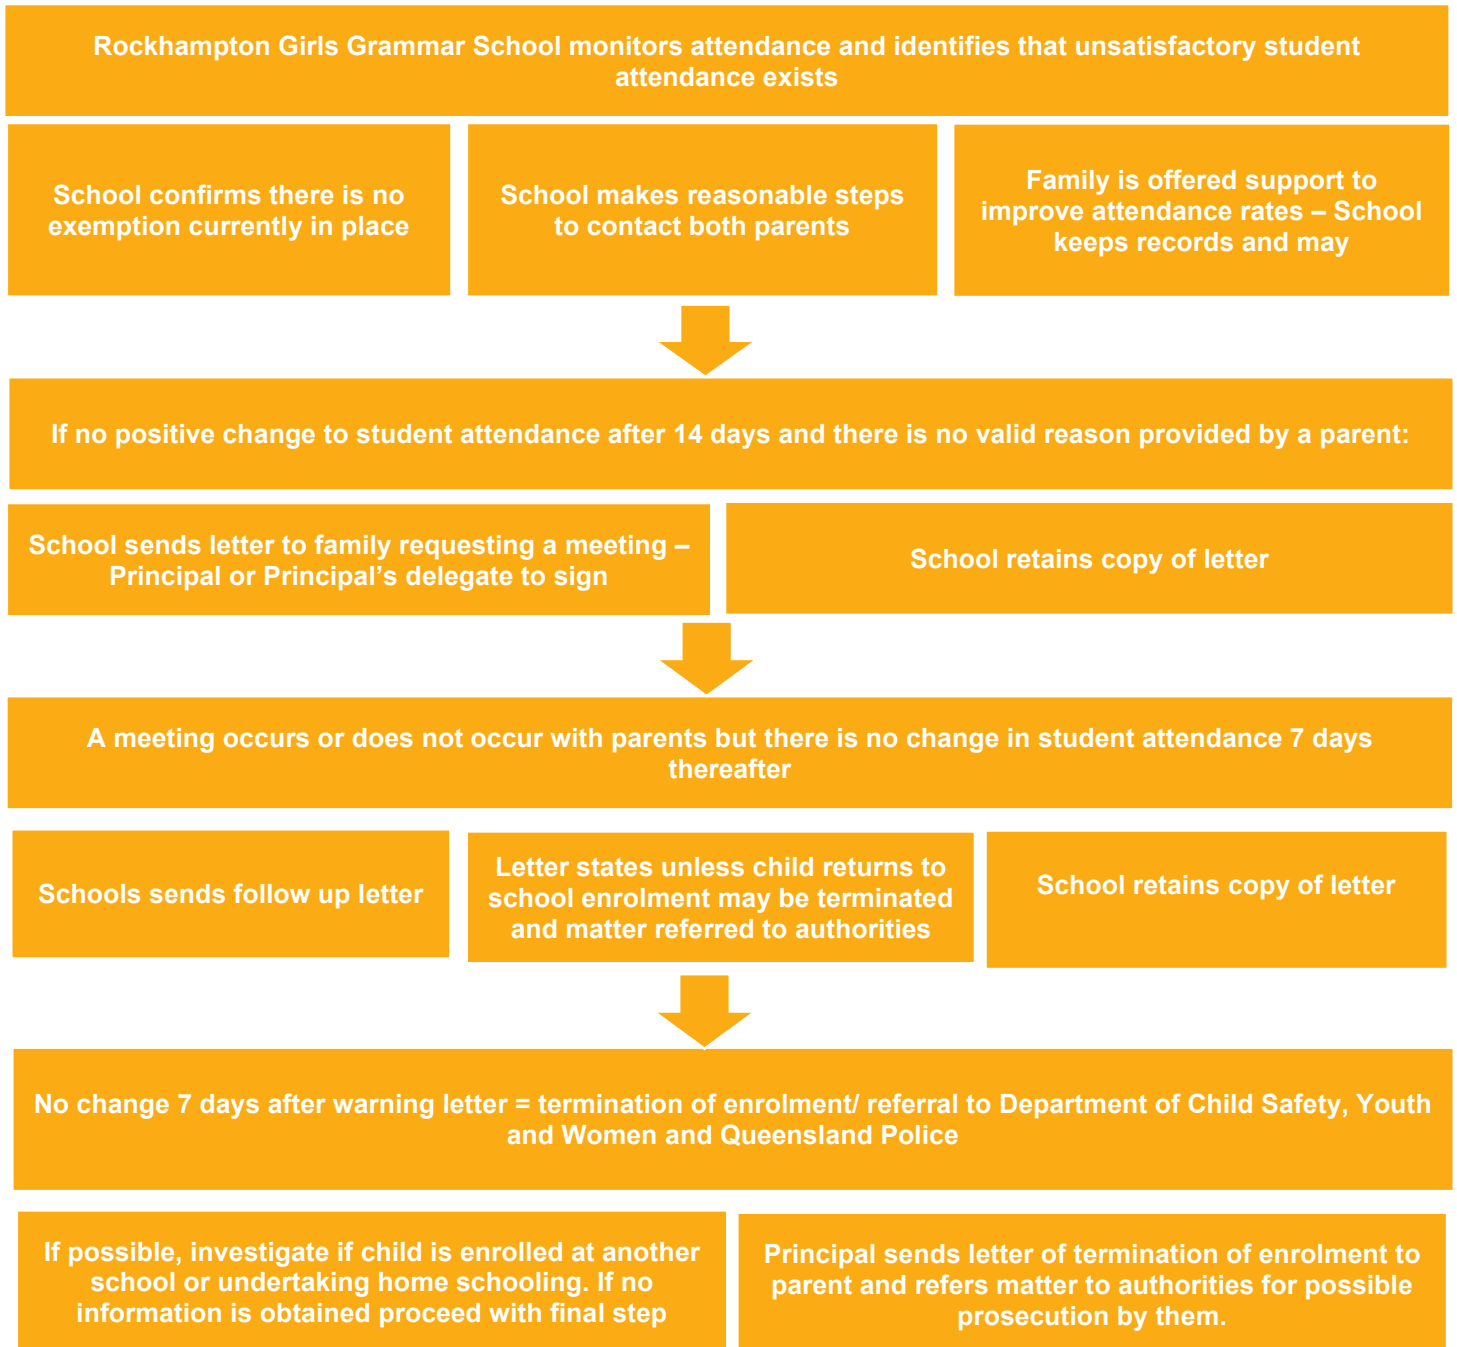 Rockhampton Girls Grammar School monitors attendance and identifies that unsatisfactory student
attendance exists
School confirms there is no
exemption currently in place
School makes reasonable steps
to contact both parents
Family is offered support to
improve attendance rates – School
keeps records and may
If no positive change to student attendance after 14 days and there is no valid reason provided by a parent:
School sends letter to family requesting a meeting –
Principal or Principal’s delegate to sign
School retains copy of letter
A meeting occurs or does not occur with parents but there is no change in student attendance 7 days
thereafter
Schools sends follow up letter
Letter states unless child returns to
school enrolment may be terminated
and matter referred to authorities
School retains copy of letter
No change 7 days after warning letter = termination of enrolment/ referral to Department of Child Safety, Youth
and Women and Queensland Police
If possible, investigate if child is enrolled at another
school or undertaking home schooling. If no
information is obtained proceed with final step
Principal sends letter of termination of enrolment to
parent and refers matter to authorities for possible
prosecution by them.